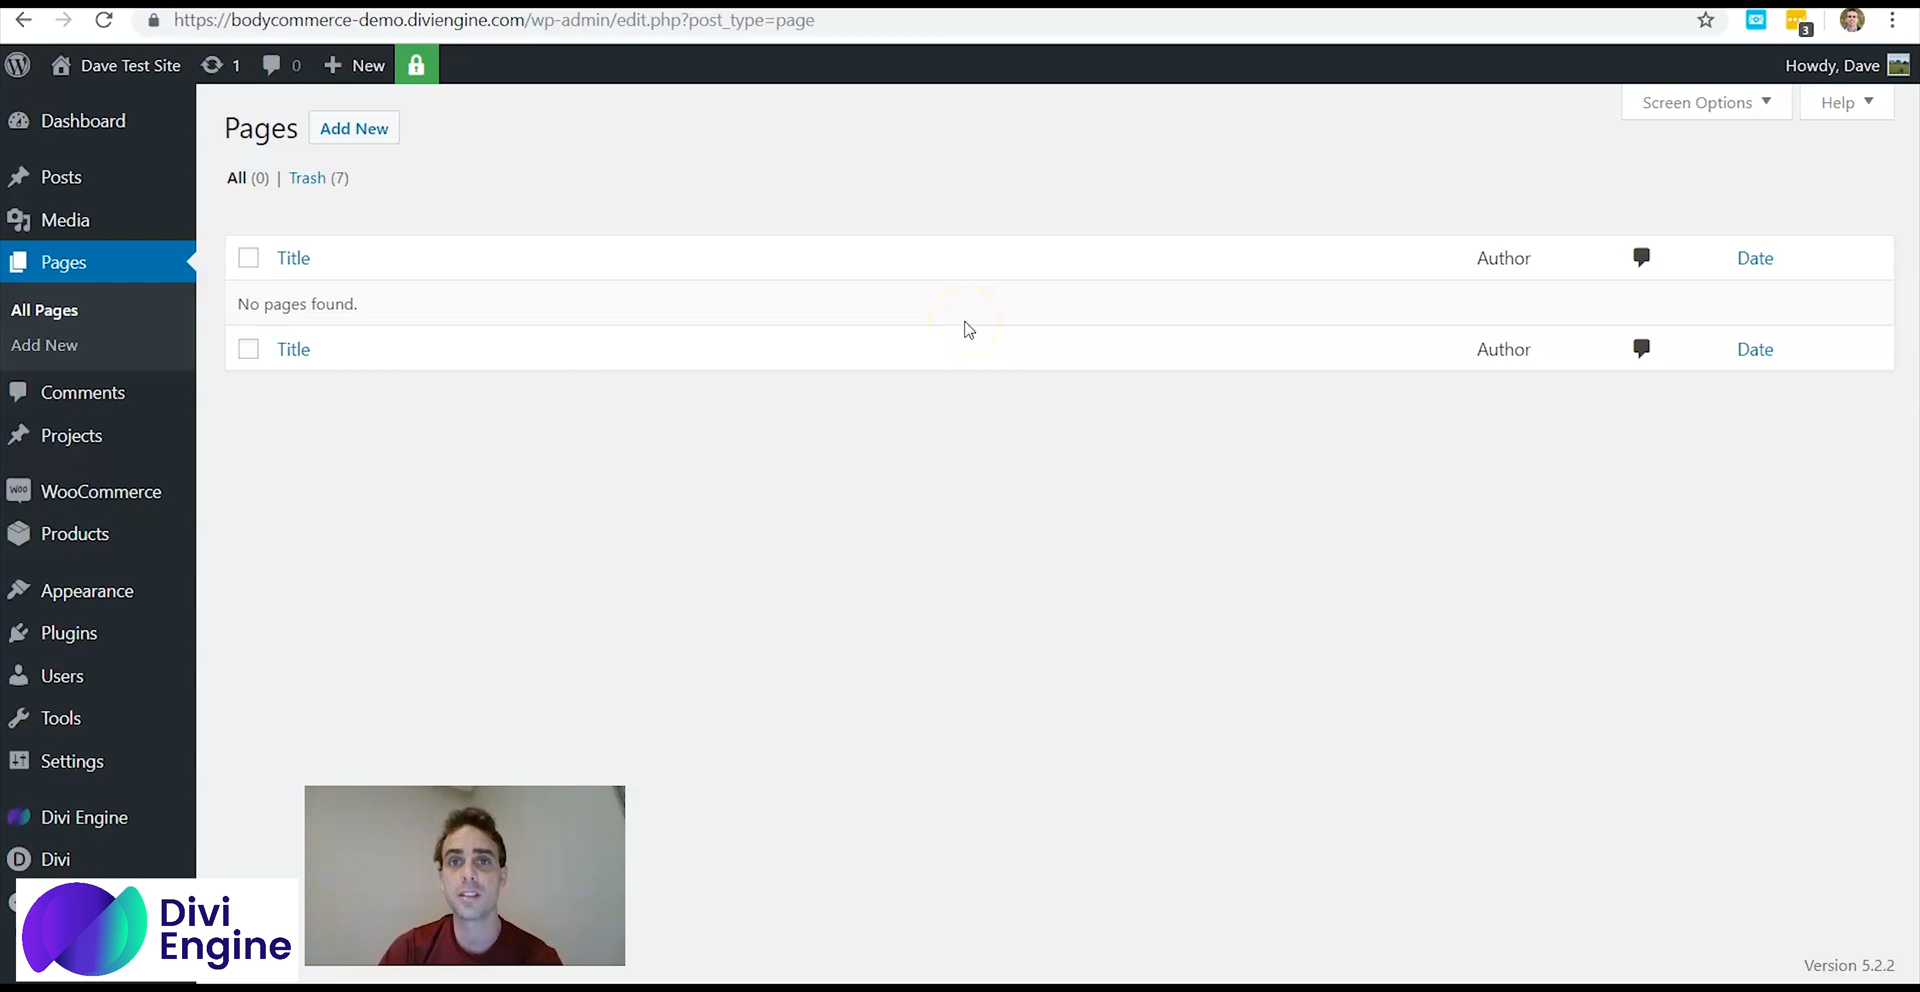 https://bodycommerce-demo.diviengine.com/wp-admin/edit.php?post_type=page
3
Dave Test Site
1
0
New
Howdy, Dave
Dashboard
Posts
Media
Pages
All Pages
Add New
Comments
Projects
WOO
WooCommerce
Products
Appearance
Plugins
Users
Tools
Settings
Divi Engine
D
Divi
Screen Options
Help
Pages
Add New
All (0) | Trash (7)
Title
Author
Date
No pages found.
Title
Author
Date
Divi
Engine
Version 5.2.2